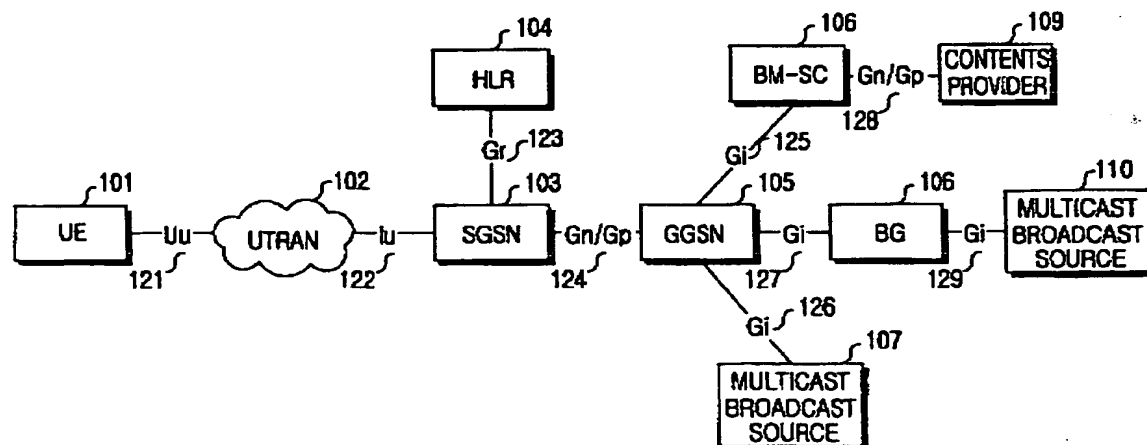 104
HLR
123
Gr
106
BM-SC
Gn/Gp
128
109
CONTENTS
PROVIDER
125
Gi
101
UE
Uu
121
102
UTRAN
Iu
122
103
SGSN
Gn/Gp
124
105
GGSN
Gi
127
106
BG
Gi
129
110
MULTICAST
BROADCAST
SOURCE
126
Gi
107
MULTICAST
BROADCAST
SOURCE